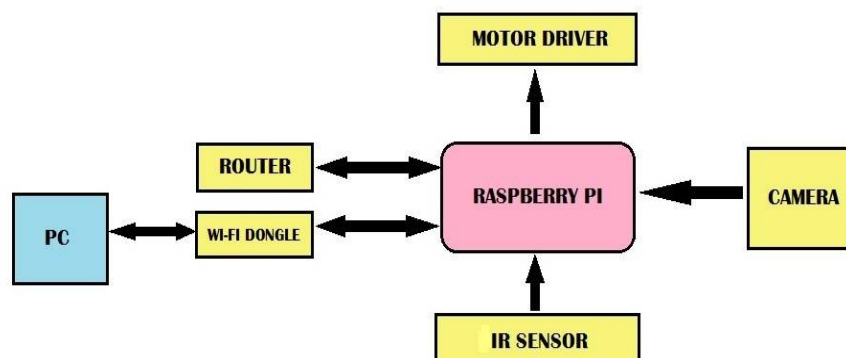 MOTOR DRIVER
ROUTER
RASPBERRY PI
CAMERA
PC
WI-FI DONGLE
IR SENSOR